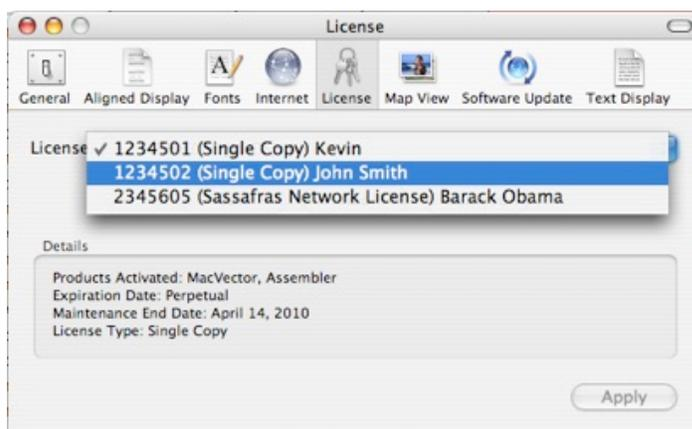 License
General Aligned Display Fonts Internet License Map View Software Update Text Display
License ✓ 1234501 (Single Copy) Kevin
1234502 (Single Copy) John Smith
2345605 (Sassafras Network License) Barack Obama
Details
Products Activated: MacVector, Assembler
Expiration Date: Perpetual
Maintenance End Date: April 14, 2010
License Type: Single Copy
Apply